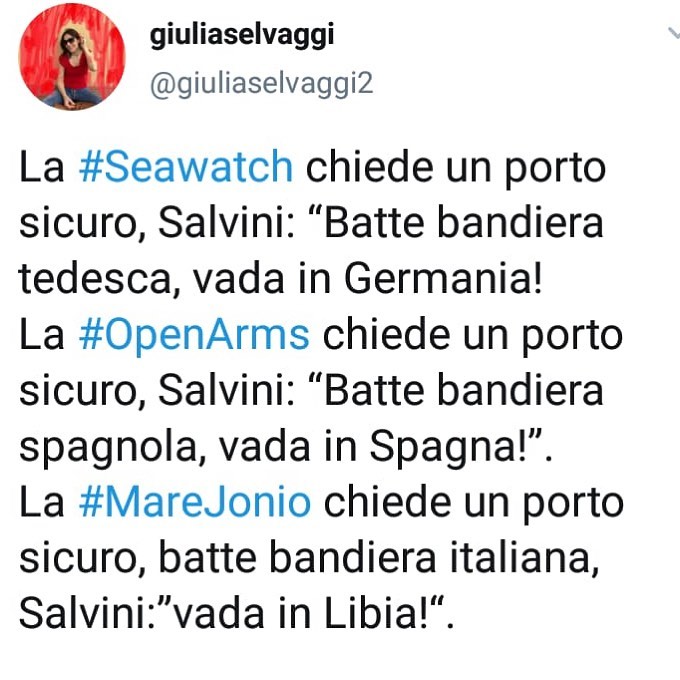 giuliaselvaggi
@giuliaselvaggi2
La #Seawatch chiede un porto
sicuro, Salvini: “Batte bandiera
tedesca, vada in Germania!
La #OpenArms chiede un porto
sicuro, Salvini: “Batte bandiera
spagnola, vada in Spagna!”.
La #MareJonio chiede un porto
sicuro, batte bandiera italiana,
Salvini:”vada in Libia!“.